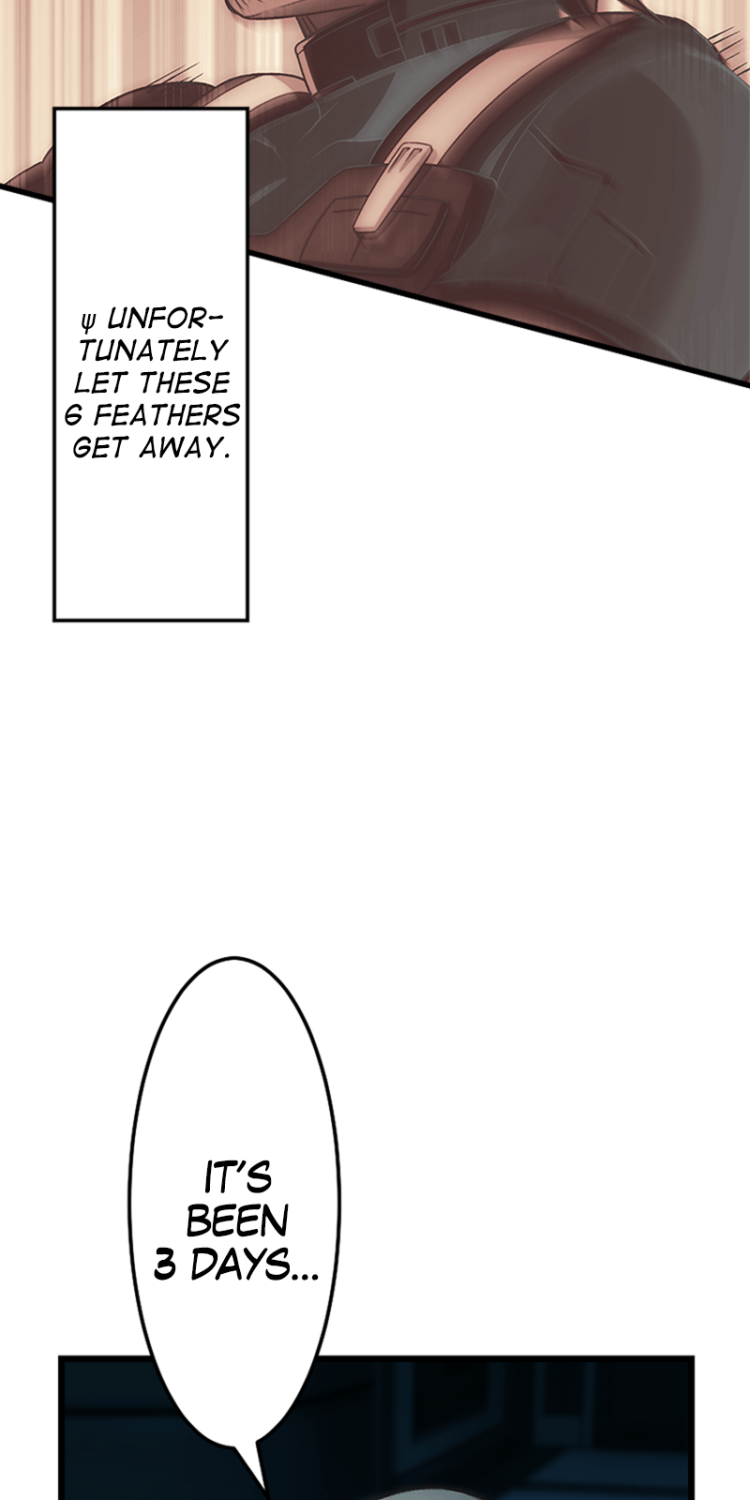 ψ UNFOR-
TUNATELY
LET THESE
6 FEATHERS
GET AWAY.
IT'S
BEEN
3 DAYS...